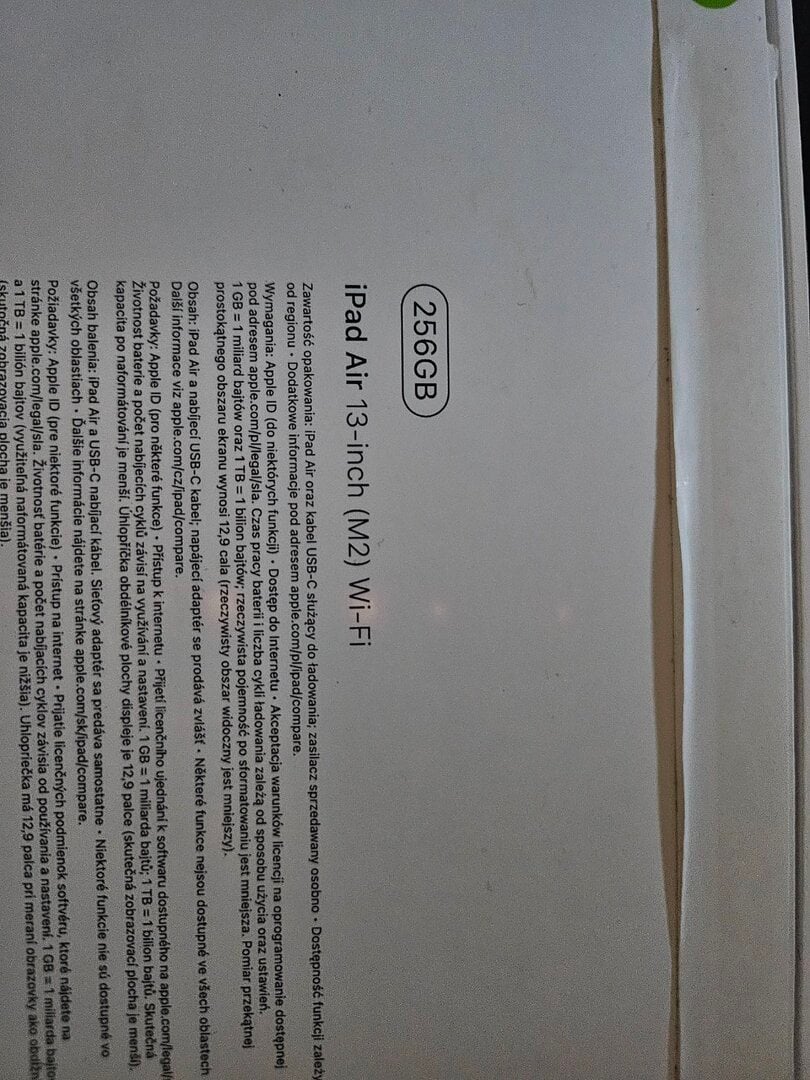 256GB
iPad Air 13-inch (M2) Wi-Fi
Zawartość opakowania: iPad Air oraz kabel USB-C służący do ładowania; zasilacz sprzedawany osobno • Dostępność funkcji zależy
od regionu • Dodatkowe informacje pod adresem apple.com/pl/ipad/compare.
Wymagania: Apple ID (do niektórych funkcji) • Dostęp do Internetu • Akceptacja warunków licencji na oprogramowanie dostępnej
pod adresem apple.com/pl/legal/sla. Czas pracy baterii i liczba cykli ładowania zależą od sposobu użycia oraz ustawień.
1 GB = 1 miliard bajtów oraz 1 TB = 1 bilion bajtów; rzeczywista pojemność po sformatowaniu jest mniejsza. Pomiar przekątnej
prostokątnego obszaru ekranu wynosi 12,9 cala (rzeczywisty obszar widoczny jest mniejszy).
Obsah: iPad Air a nabíjecí USB-C kabel; napájecí adaptér se prodává zvlášť • Některé funkce nejsou dostupné ve všech oblastech
Další informace viz apple.com/cz/ipad/compare.
Požadavky: Apple ID (pro některé funkce) • Přístup k internetu • Přijetí licenčního ujednání k softwaru dostupného na apple.com/legal/
Životnost baterie a počet nabíjecích cyklů závisí na využívání a nastavení. 1 GB = 1 miliarda bajtů; 1 TB = 1 bilion bajtů. Skutečná
kapacita po naformátování je menší. Úhlopříčka obdélníkové plochy displeje je 12,9 palce (skutečná zobrazovací plocha je menší).
Obsah balenia: iPad Air a USB-C nabíjací kábel. Sieťový adaptér sa predáva samostatne • Niektoré funkcie nie sú dostupné vo
všetkých oblastiach • Ďalšie informácie nájdete na stránke apple.com/sk/ipad/compare.
Požiadavky: Apple ID (pre niektoré funkcie) • Prístup na internet • Prijatie licenčných podmienok softvéru, ktoré nájdete na
stránke apple.com/legal/sla. Životnosť batérie a počet nabíjacích cyklov závisia od používania a nastavení. 1 GB = 1 miliarda bajto
a 1 TB = 1 bilión bajtov (využiteľná naformátovaná kapacita je nižšia). Uhlopriečka má 12,9 palca pri meraní obrazovky ako
(skutočná zobrazovacia plocha je menšia).